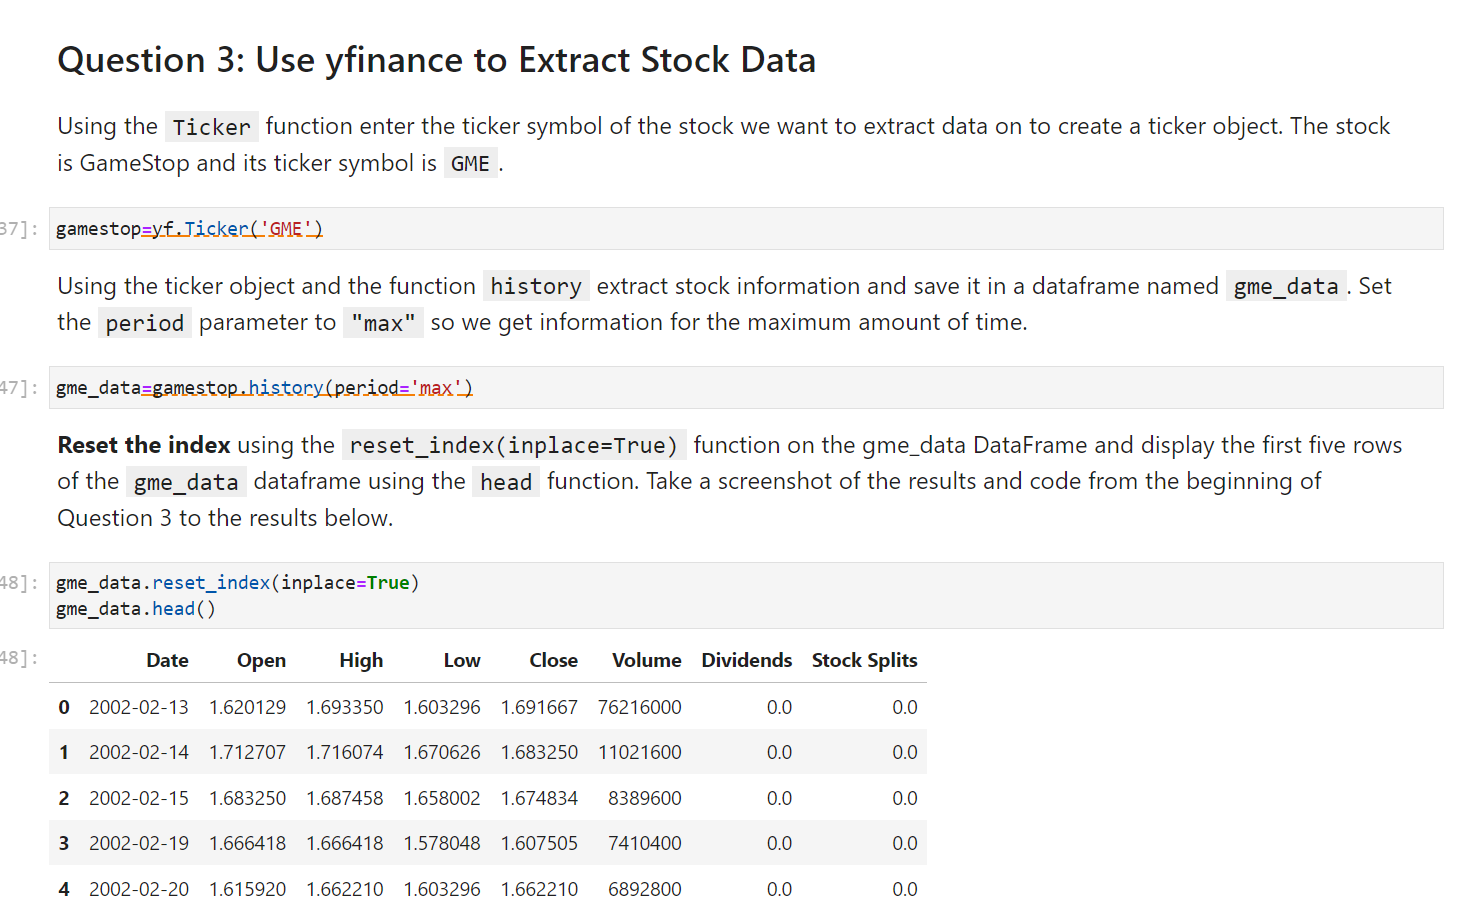 Question 3: Use yfinance to Extract Stock Data
Using the Ticker function enter the ticker symbol of the stock we want to extract data on to create a ticker object. The stock
is GameStop and its ticker symbol is GME .
37]: gamestop=yf.Ticker('GME')
Using the ticker object and the function history extract stock information and save it in a dataframe named gme_data . Set
the period parameter to "max" so we get information for the maximum amount of time.
47]: gme_data=gamestop.history(period='max')
Reset the index using the reset_index(inplace=True) function on the gme_data DataFrame and display the first five rows
of the gme_data dataframe using the head function. Take a screenshot of the results and code from the beginning of
Question 3 to the results below.
48]: gme_data.reset_index(inplace=True)
gme_data.head()
48]: Date Open High Low Close Volume Dividends Stock Splits
0 2002-02-13 1.620129 1.693350 1.603296 1.691667 76216000 0.0 0.0
1 2002-02-14 1.712707 1.716074 1.670626 1.683250 11021600 0.0 0.0
2 2002-02-15 1.683250 1.687458 1.658002 1.674834 8389600 0.0 0.0
3 2002-02-19 1.666418 1.666418 1.578048 1.607505 7410400 0.0 0.0
4 2002-02-20 1.615920 1.662210 1.603296 1.662210 6892800 0.0 0.0